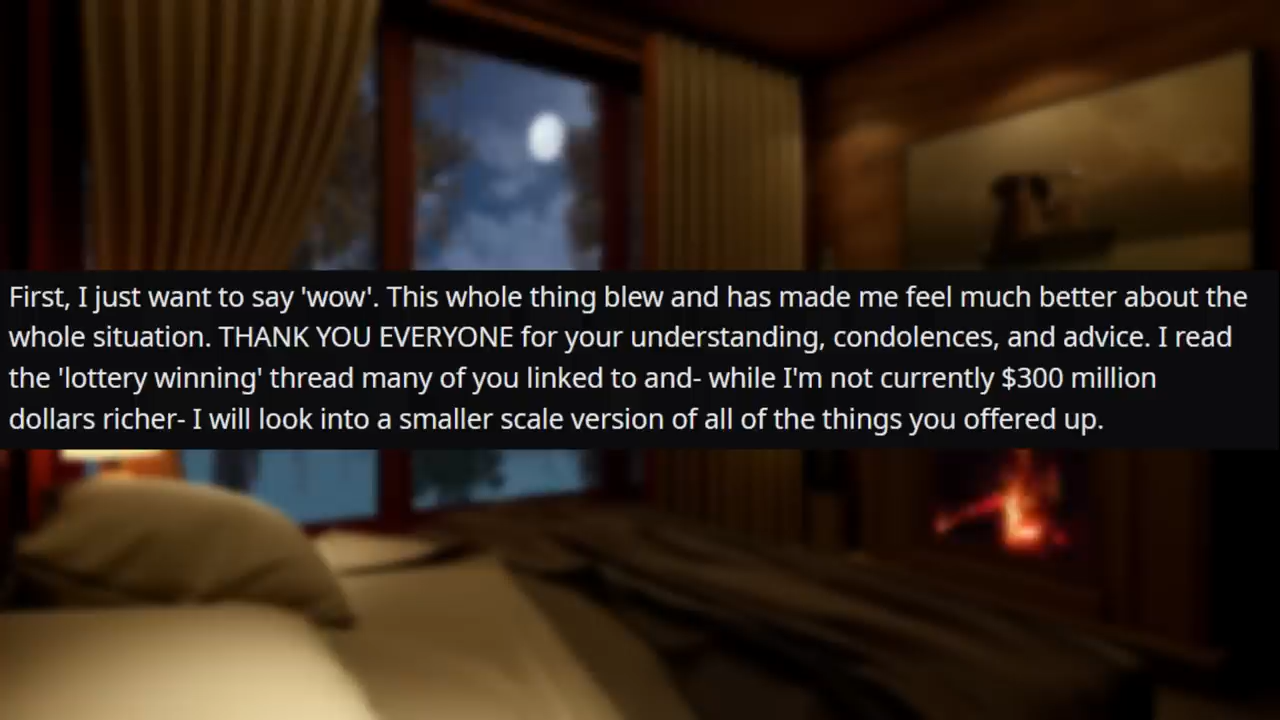 First, I just want to say 'wow'. This whole thing blew and has made me feel much better about the
whole situation. THANK YOU EVERYONE for your understanding, condolences, and advice. I read
the 'lottery winning' thread many of you linked to and- while I'm not currently $300 million
dollars richer- I will look into a smaller scale version of all of the things you offered up.